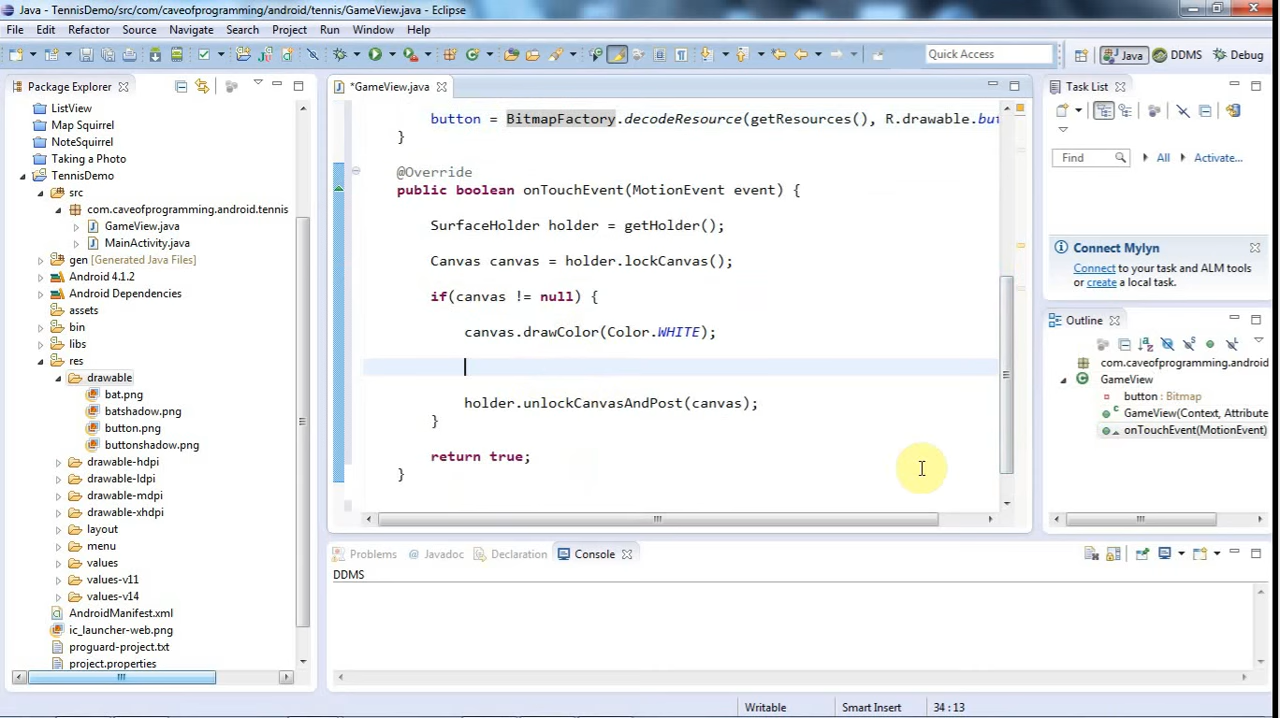 Java - TennisDemo/src/com/caveofprogramming/android/tennis/GameView.java - Eclipse
File Edit Refactor Source Navigate Search Project Run Window Help
Quick Access
Java
DDMS
Debug
Package Explorer
ListView
Map Squirrel
NoteSquirrel
Taking a Photo
TennisDemo
src
com.caveofprogramming.android.tennis
GameView.java
MainActivity.java
gen [Generated Java Files]
Android 4.1.2
Android Dependencies
assets
bin
libs
res
drawable
bat.png
batshadow.png
button.png
buttonshadow.png
drawable-hdpi
drawable-ldpi
drawable-mdpi
drawable-xhdpi
layout
menu
values
values-v11
values-v14
AndroidManifest.xml
ic_launcher-web.png
proguard-project.txt
project.properties
*GameView.java
button = BitmapFactory.decodeResource(getResources(), R.drawable.but
}
@Override
public boolean onTouchEvent(MotionEvent event) {
SurfaceHolder holder = getHolder();
Canvas canvas = holder.lockCanvas();
if(canvas != null) {
canvas.drawColor(Color.WHITE);
holder.unlockCanvasAndPost(canvas);
}
return true;
}
Problems @ Javadoc Declaration Console
DDMS
Task List
Find
All
Activate...
Connect Mylyn
Connect to your task and ALM tools
or create a local task.
Outline
com.caveofprogramming.android
GameView
button : Bitmap
GameView(Context, Attribute
onTouchEvent(MotionEvent)
Writable
Smart Insert
34 : 13